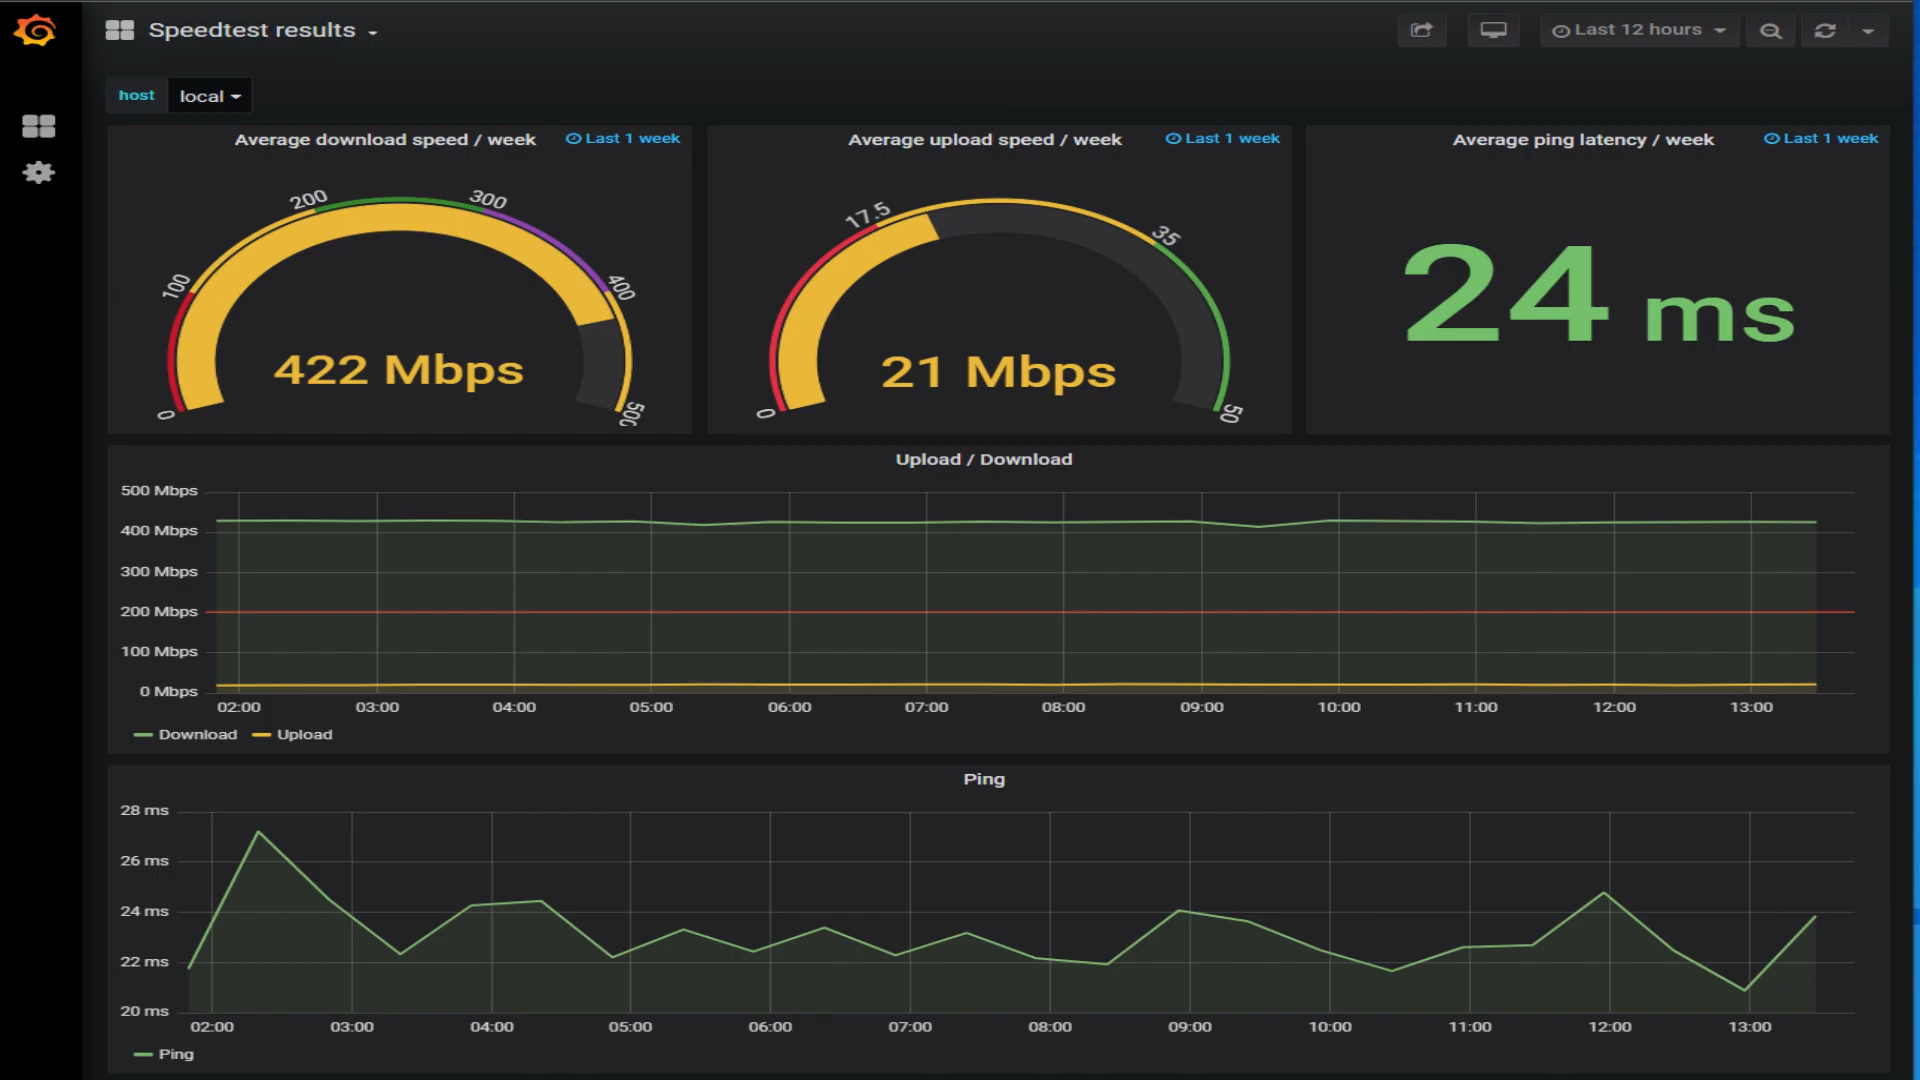 Speedtest results
Last 12 hours
host local
Average download speed / week
Last 1 week
0
100
200
300
400
500
422 Mbps
Average upload speed / week
Last 1 week
0
17.5
35
50
21 Mbps
Average ping latency / week
Last 1 week
24 ms
Upload / Download
500 Mbps
400 Mbps
300 Mbps
200 Mbps
100 Mbps
0 Mbps
02:00 03:00 04:00 05:00 06:00 07:00 08:00 09:00 10:00 11:00 12:00 13:00
Download Upload
Ping
28 ms
26 ms
24 ms
22 ms
20 ms
02:00 03:00 04:00 05:00 06:00 07:00 08:00 09:00 10:00 11:00 12:00 13:00
Ping